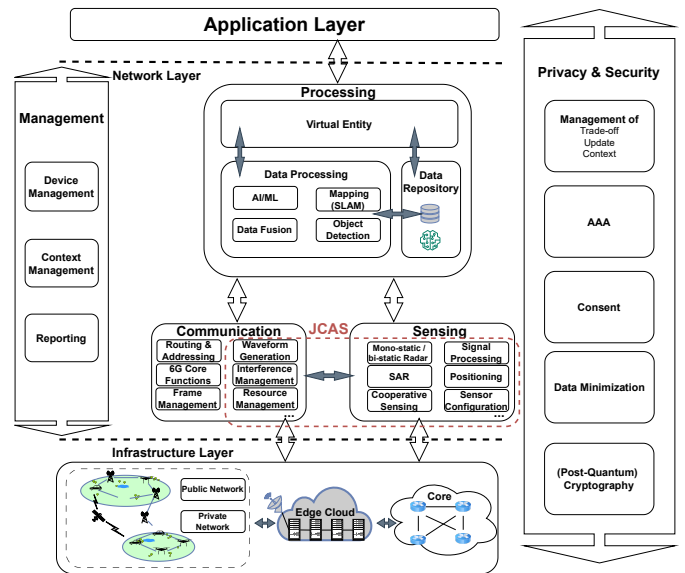 Application Layer
Network Layer
Management
Device
Management
Context
Management
Reporting
Processing
Virtual Entity
Data Processing
AI/ML
Mapping
(SLAM)
Data Fusion
Object
Detection
Data
Repository
Privacy & Security
Management of
Trade-off
Update
Context
AAA
Consent
Data Minimization
(Post-Quantum)
Cryptography
JCAS
Communication
Routing &
Addressing
Waveform
Generation
6G Core
Functions
Interference
Management
Frame
Management
Resource
Management
...
Sensing
Mono-static /
bi-static Radar
Signal
Processing
SAR
Positioning
Cooperative
Sensing
Sensor
Configuration
...
Infrastructure Layer
Public Network
Private
Network
Edge Cloud
Core